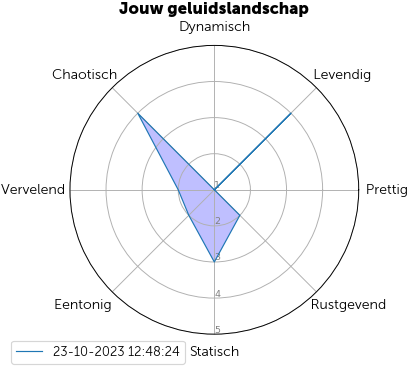 Jouw geluidslandschap
Dynamisch
Chaotisch
Levendig
Vervelend
1
Prettig
2
3
4
Eentonig
Rustgevend
5
23-10-2023 12:48:24
Statisch